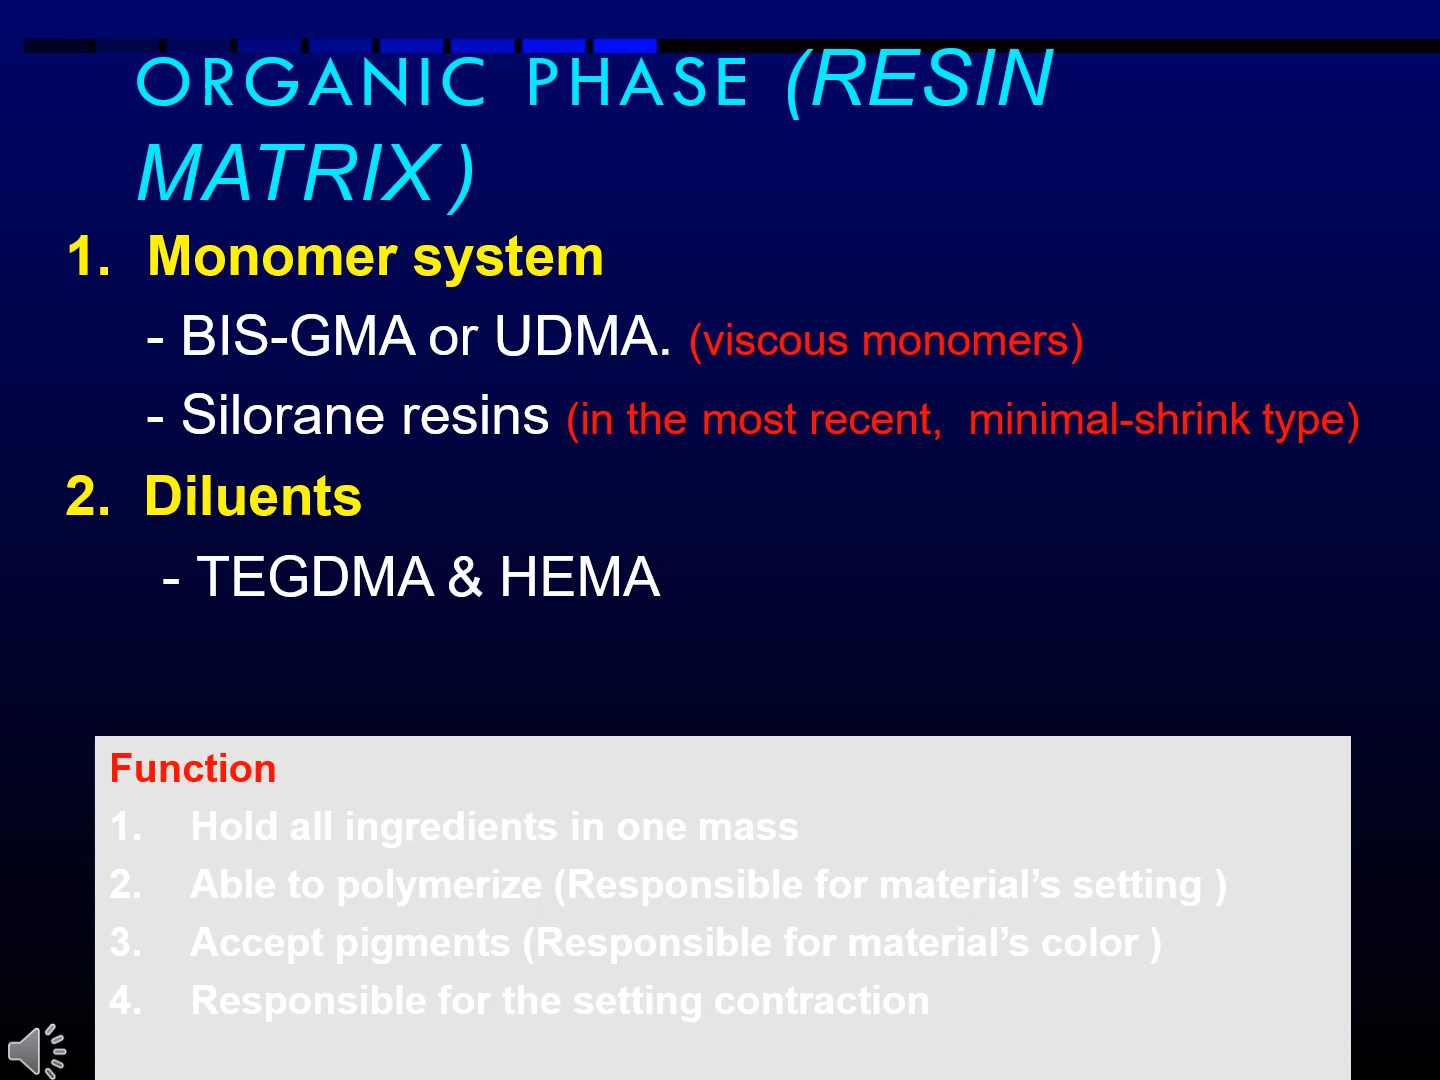 ORGANIC PHASE (RESIN
MATRIX )
1. Monomer system
- BIS-GMA or UDMA. (viscous monomers)
- Silorane resins (in the most recent, minimal-shrink type)
2. Diluents
- TEGDMA & HEMA
Function
1. Hold all ingredients in one mass
2. Able to polymerize (Responsible for material’s setting )
3. Accept pigments (Responsible for material’s color )
4. Responsible for the setting contraction